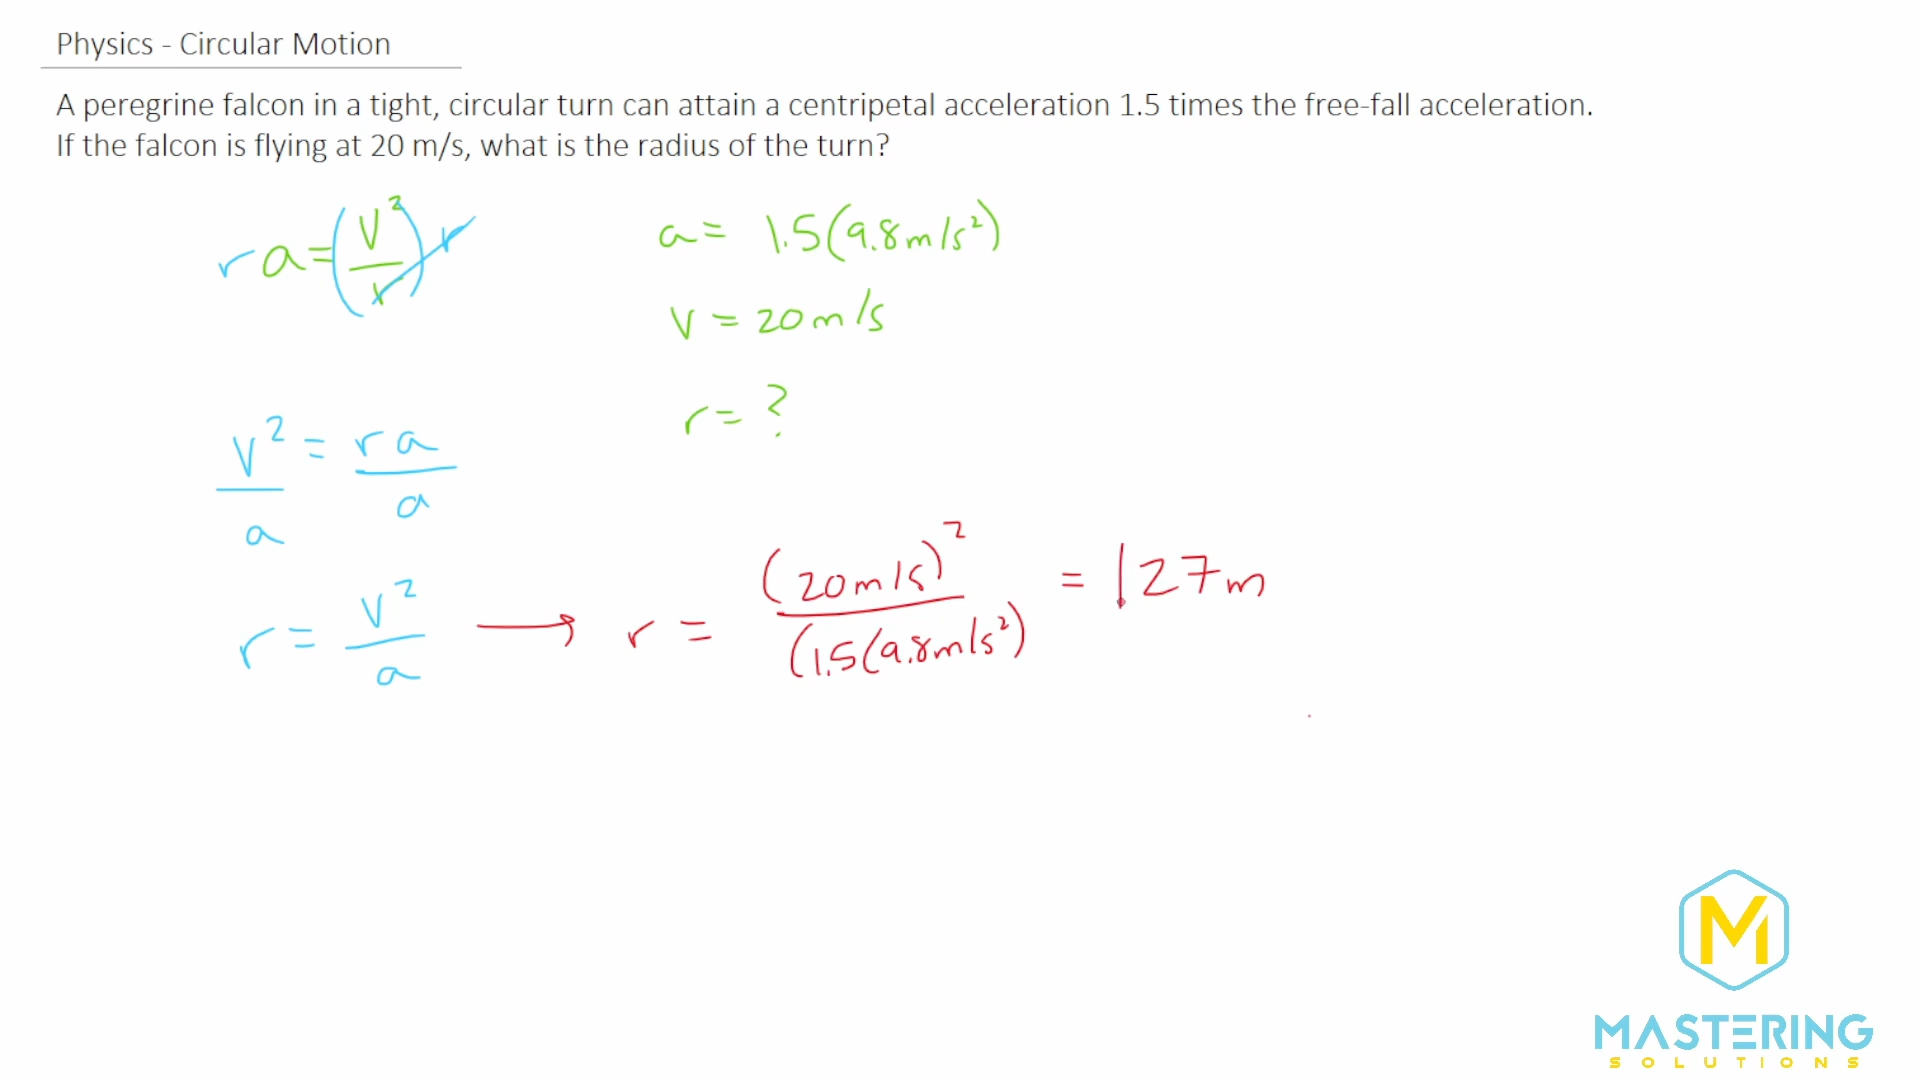 Physics - Circular Motion
A peregrine falcon in a tight, circular turn can attain a centripetal acceleration 1.5 times the free-fall acceleration.
If the falcon is flying at 20 m/s, what is the radius of the turn?
r a = (v²/r) r
a = 1.5(9.8m/s²)
v = 20m/s
r = ?
v²/a = ra/a
r = v²/a → r = (20m/s)²/(1.5(9.8m/s²) = 127m
MASTERING
SOLUTIONS